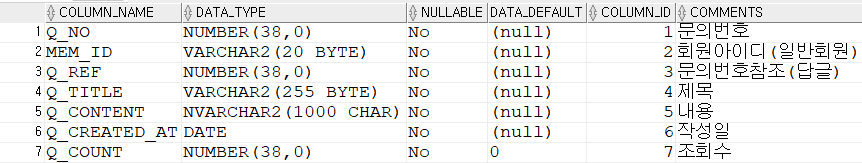 COLUMN_NAME DATA_TYPE NULLABLE DATA_DEFAULT COLUMN_ID COMMENTS
1 Q_NO NUMBER(38,0) No (null) 1 문의번호
2 MEM_ID VARCHAR2(20 BYTE) No (null) 2 회원아이디(일반회원)
3 Q_REF NUMBER(38,0) No (null) 3 문의번호참조(답글)
4 Q_TITLE VARCHAR2(255 BYTE) No (null) 4 제목
5 Q_CONTENT NVARCHAR2(1000 CHAR) No (null) 5 내용
6 Q_CREATED_AT DATE No (null) 6 작성일
7 Q_COUNT NUMBER(38,0) No 0 7 조회수